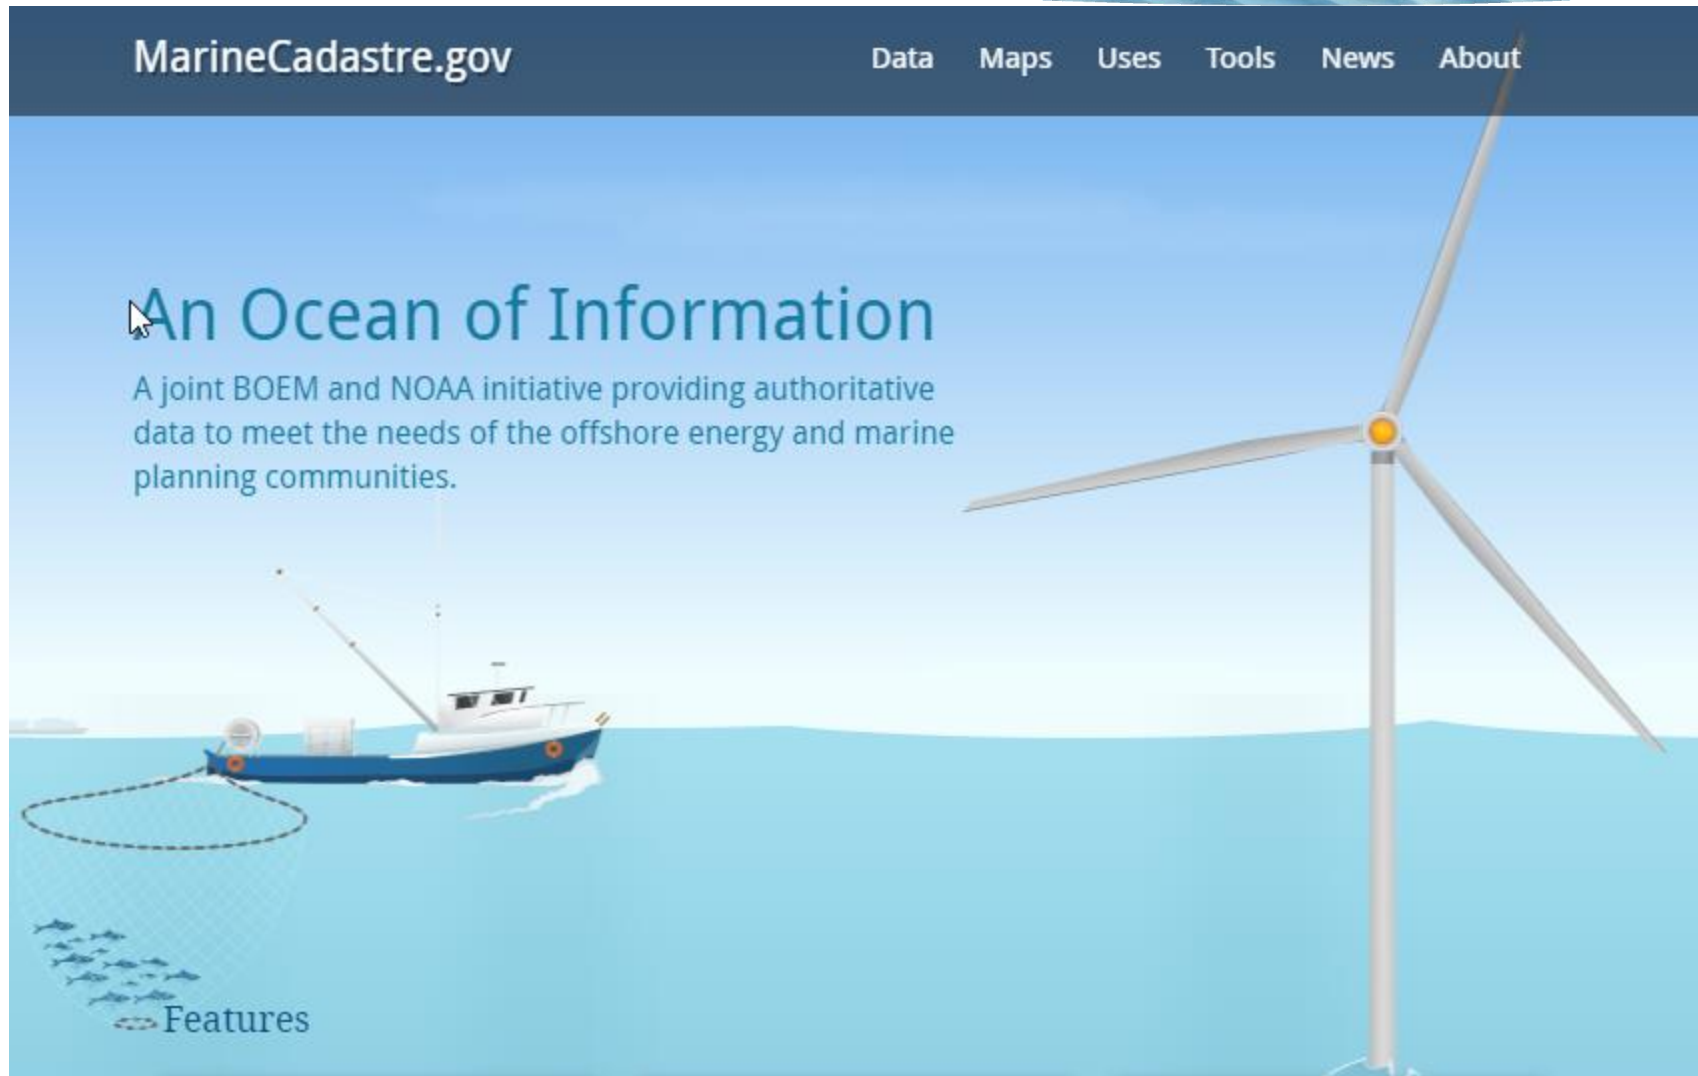 MarineCadastre.gov
Data Maps Uses Tools News About
An Ocean of Information
A joint BOEM and NOAA initiative providing authoritative
data to meet the needs of the offshore energy and marine
planning communities.
Features